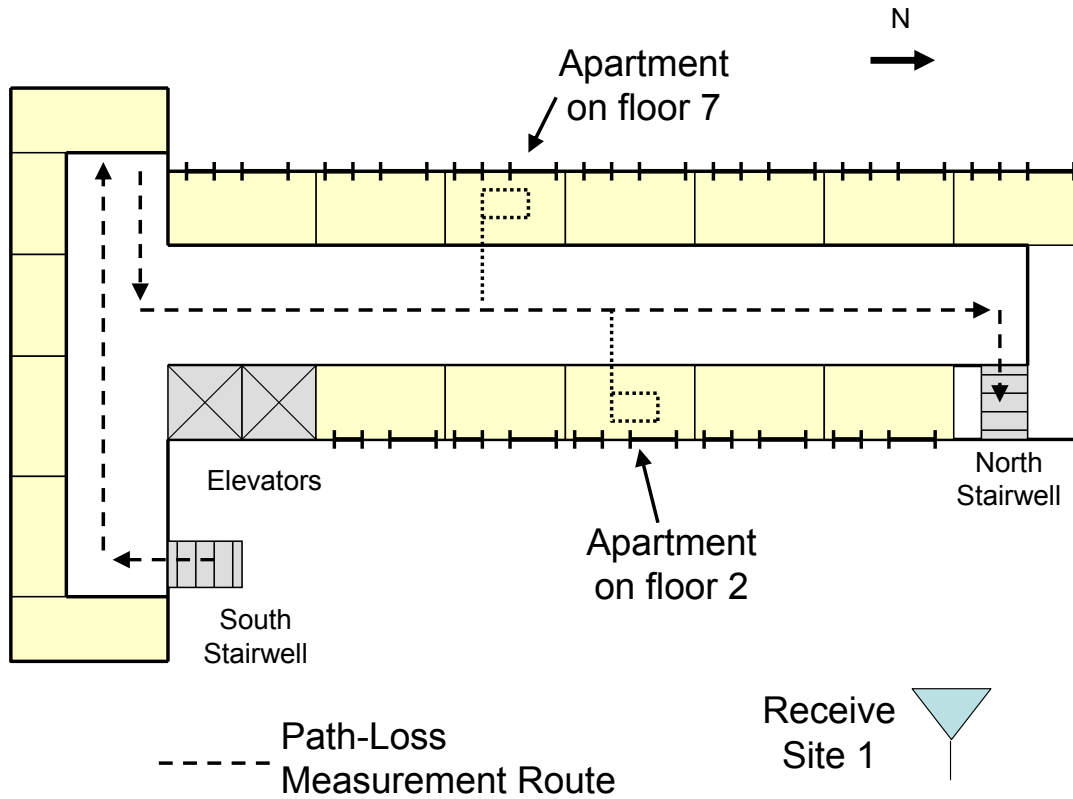 N
Apartment
on floor 7
Elevators
North
Stairwell
Apartment
on floor 2
South
Stairwell
Receive
Site 1
Path-Loss
Measurement Route